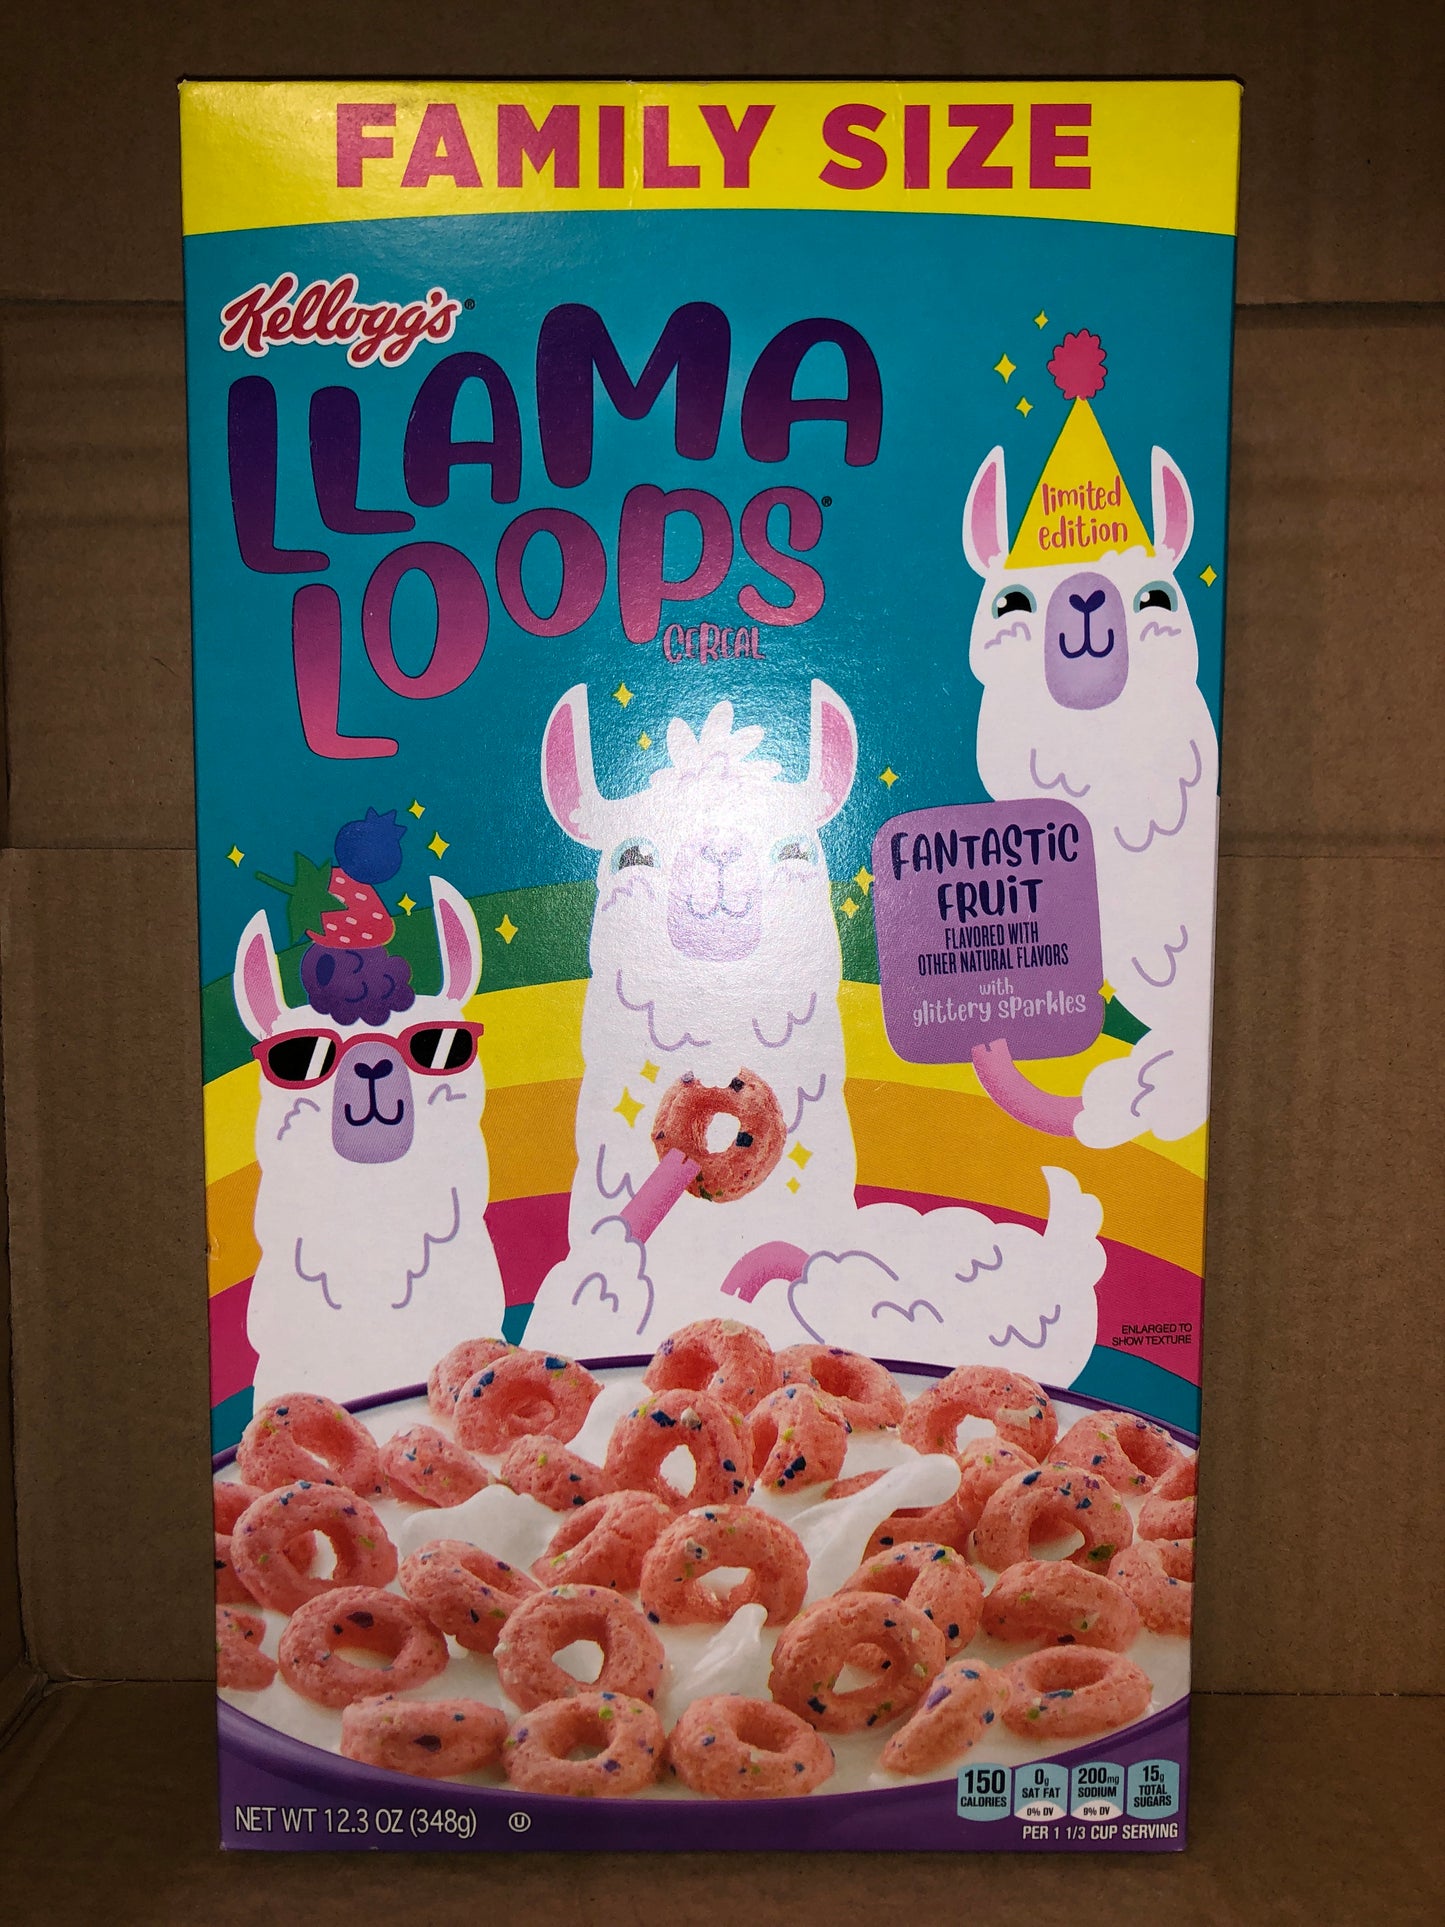 FAMILY SIZE
Kellogg's®
LLAMA
LOOPS®
CEREAL
limited
edition
FANTASTiC
FRUiT
FLAVORED WITH
OTHER NATURAL FLAVORS
with
glittery sparkles
ENLARGED TO
SHOW TEXTURE
150
CALORIES
0g
SAT FAT
0% DV
200mg
SODIUM
9% DV
15g
TOTAL
SUGARS
PER 1 1/3 CUP SERVING
NET WT 12.3 OZ (348g) U